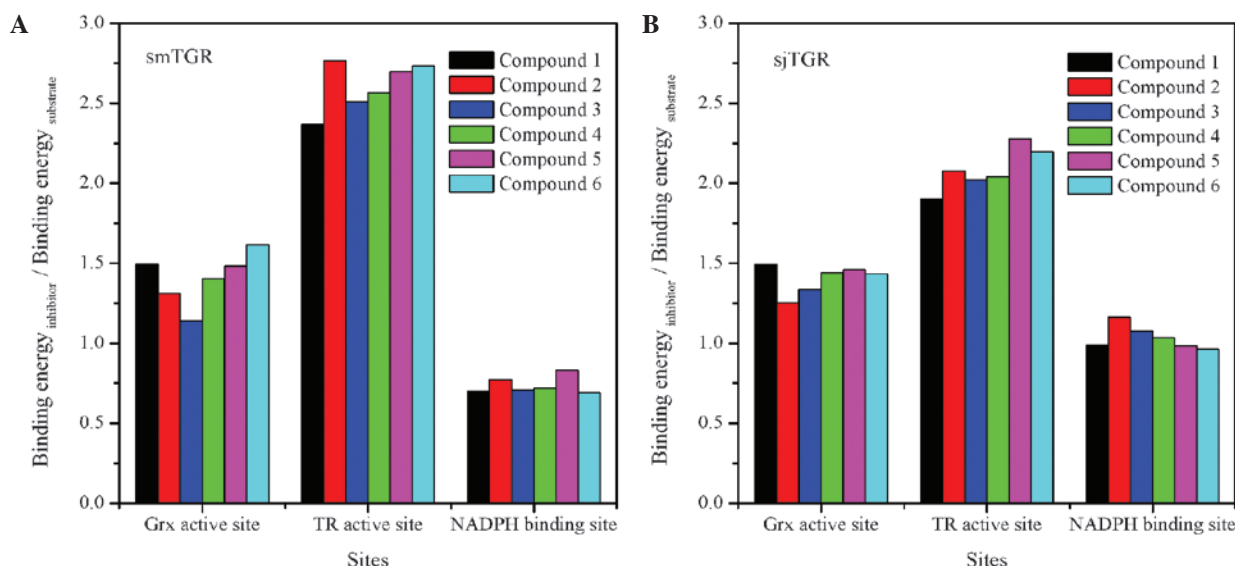 A
smTGR
Compound 1
Compound 2
Compound 3
Compound 4
Compound 5
Compound 6
Binding energy inhibitor / Binding energy substrate
3.0
2.5
2.0
1.5
1.0
0.5
0.0
Grx active site TR active site NADPH binding site
Sites
B
sjTGR
Compound 1
Compound 2
Compound 3
Compound 4
Compound 5
Compound 6
Binding energy inhibitor / Binding energy substrate
3.0
2.5
2.0
1.5
1.0
0.5
0.0
Grx active site TR active site NADPH binding site
Sites